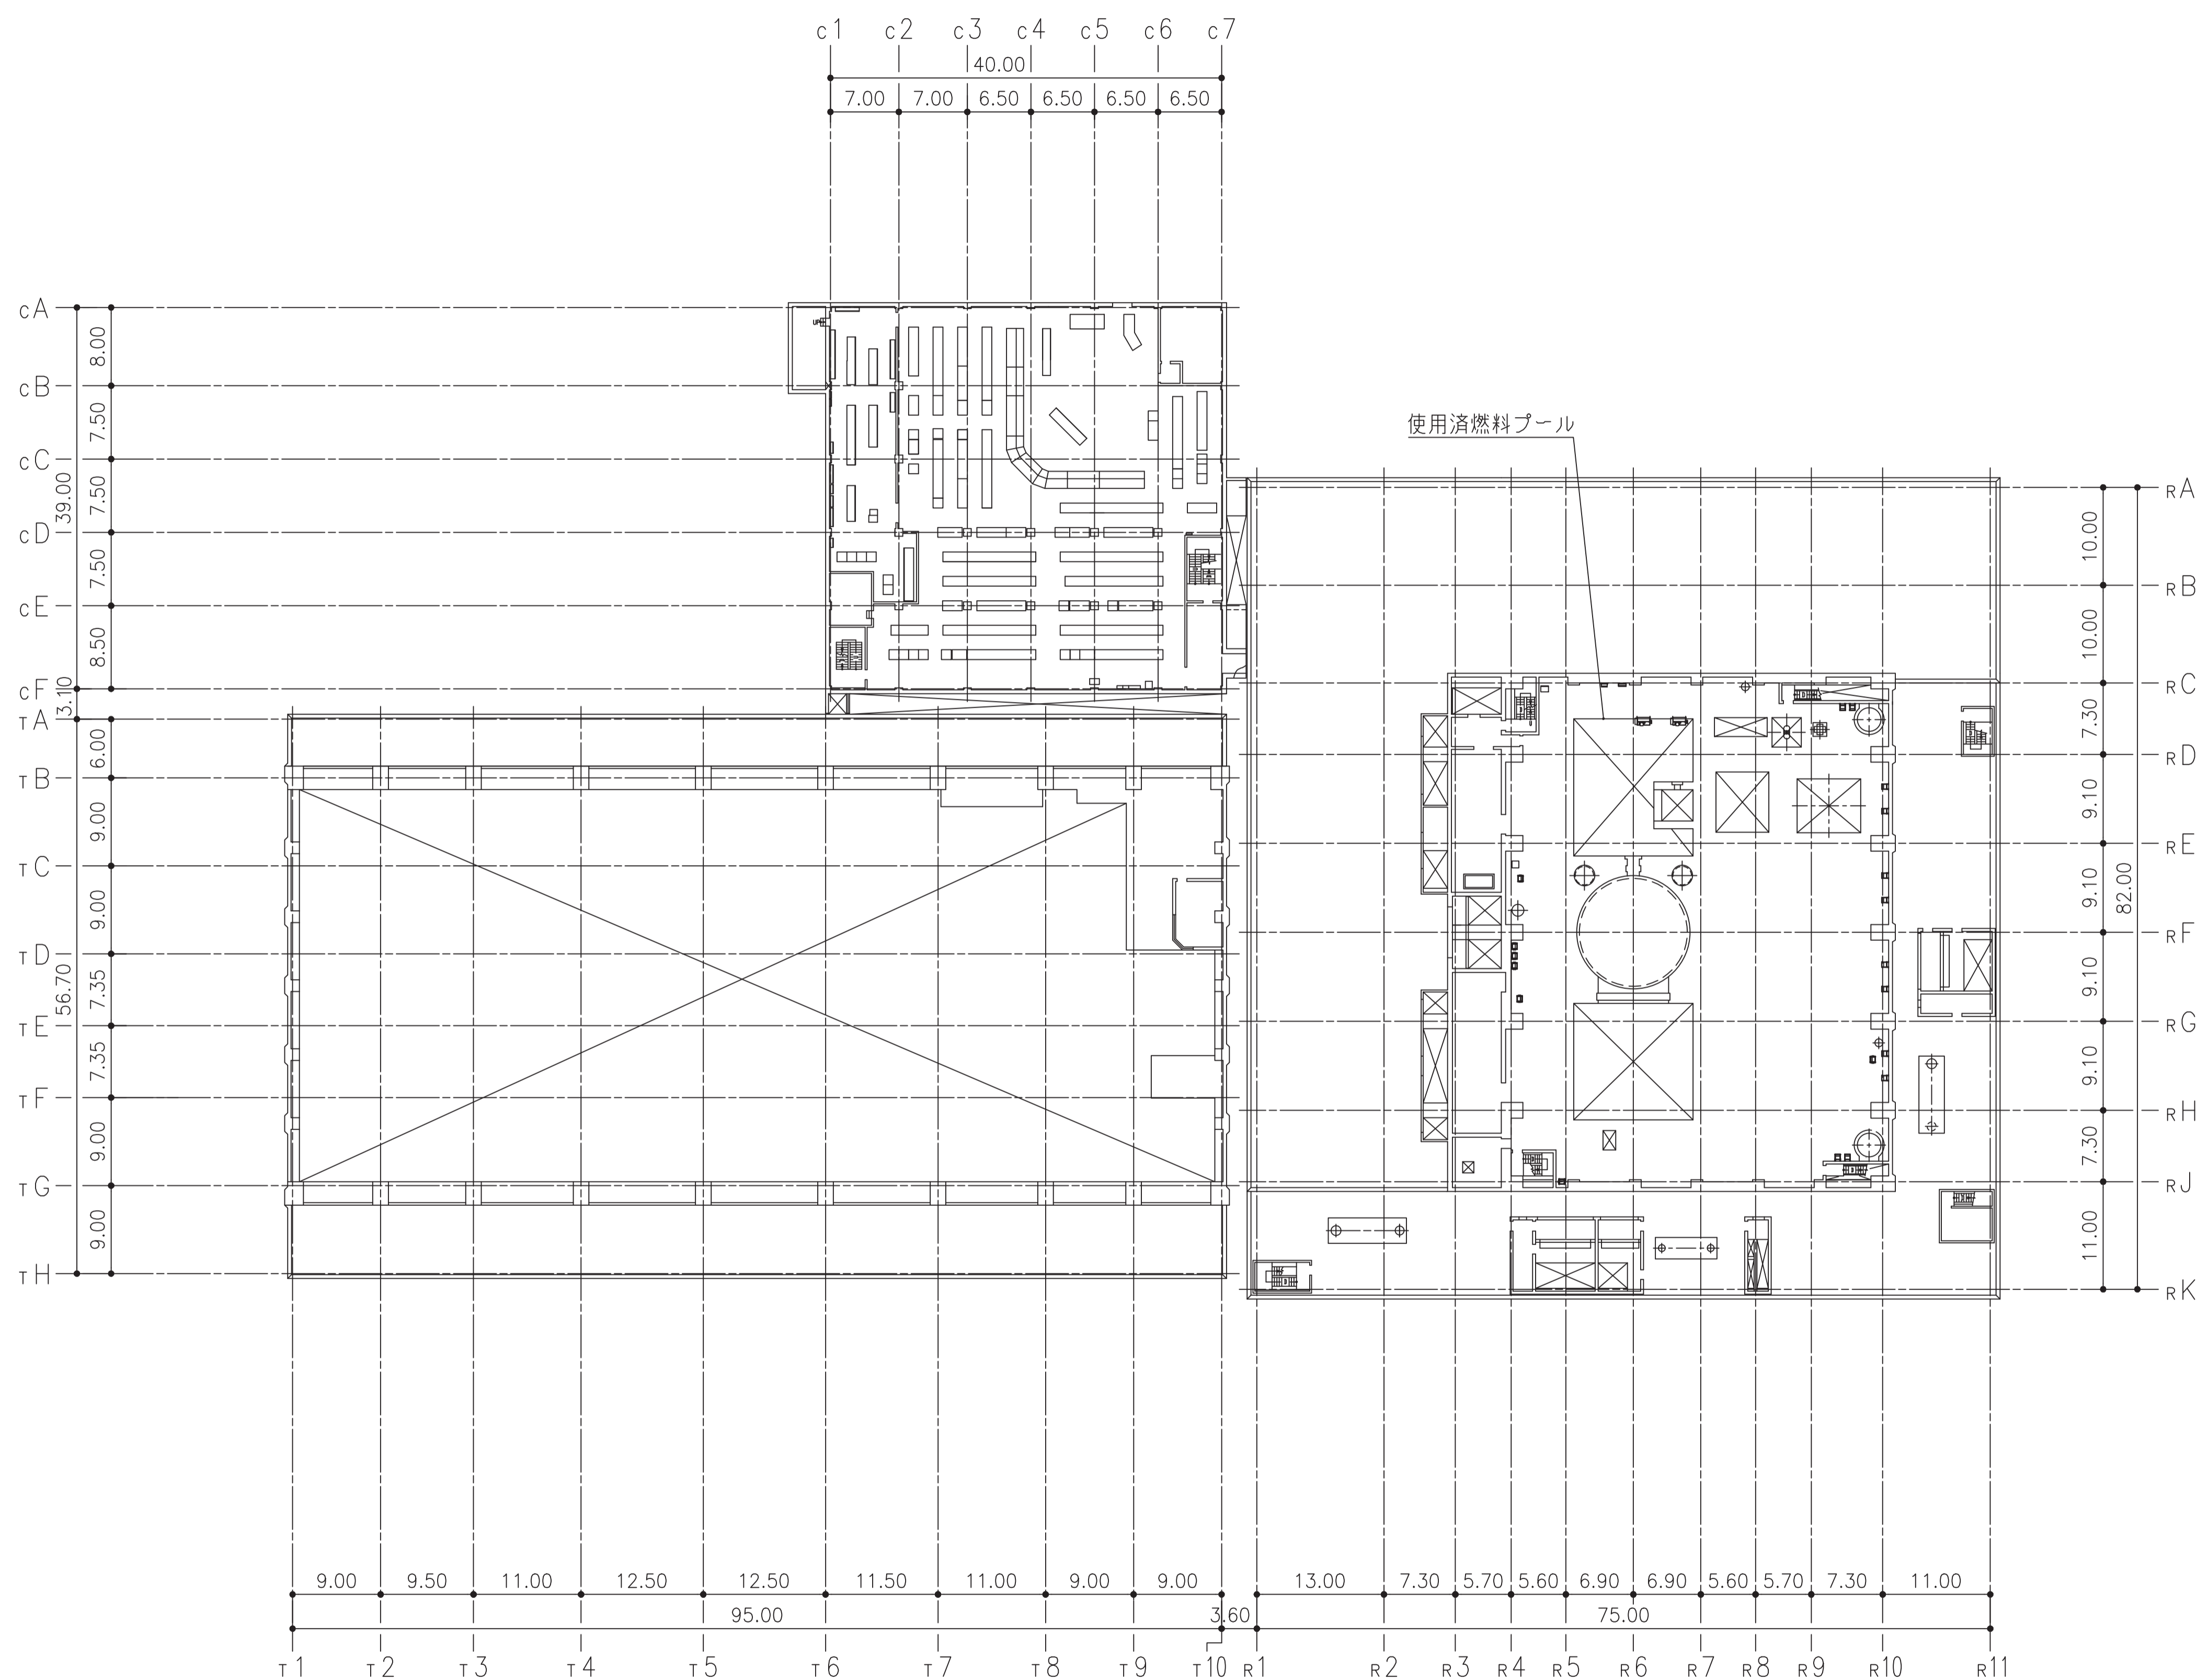 c1 c2 c3 c4 c5 c6 c7
40.00
7.00 7.00 6.50 6.50 6.50 6.50
cA
8.00
cB
7.50
cC
39.00
7.50
cD
7.50
cE
8.50
cF
3.10
TA
6.00
TB
9.00
TC
9.00
TD
56.70
7.35
TE
7.35
TF
9.00
TG
9.00
TH
UP
使用済燃料プール
RA
10.00
RB
10.00
RC
7.30
RD
9.10
RE
82.00
9.10
RF
9.10
RG
9.10
RH
7.30
RJ
11.00
RK
9.00 9.50 11.00 12.50 12.50 11.50 11.00 9.00 9.00 13.00 7.30 5.70 5.60 6.90 6.90 5.60 5.70 7.30 11.00
95.00 3.60 75.00
T1 T2 T3 T4 T5 T6 T7 T8 T9 T10 R1 R2 R3 R4 R5 R6 R7 R8 R9 R10 R11